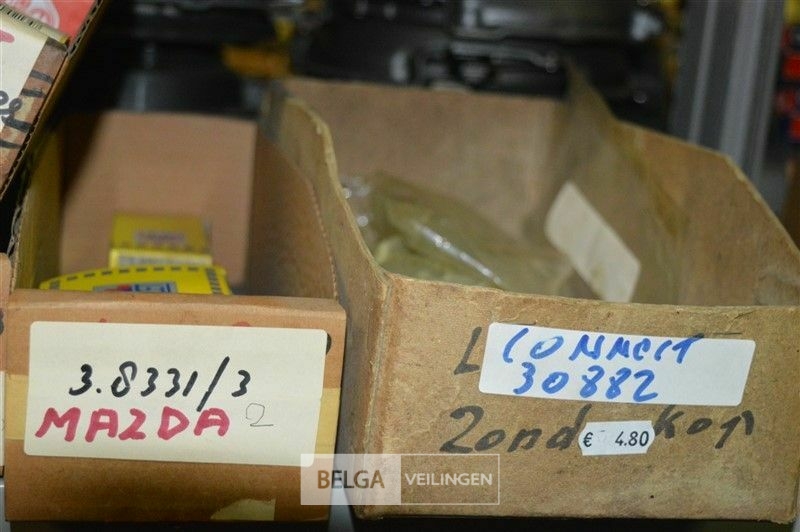 3.8331/3
MAZDA 2
CONNECT
30882
€ 4.80
BELGA VEILINGEN